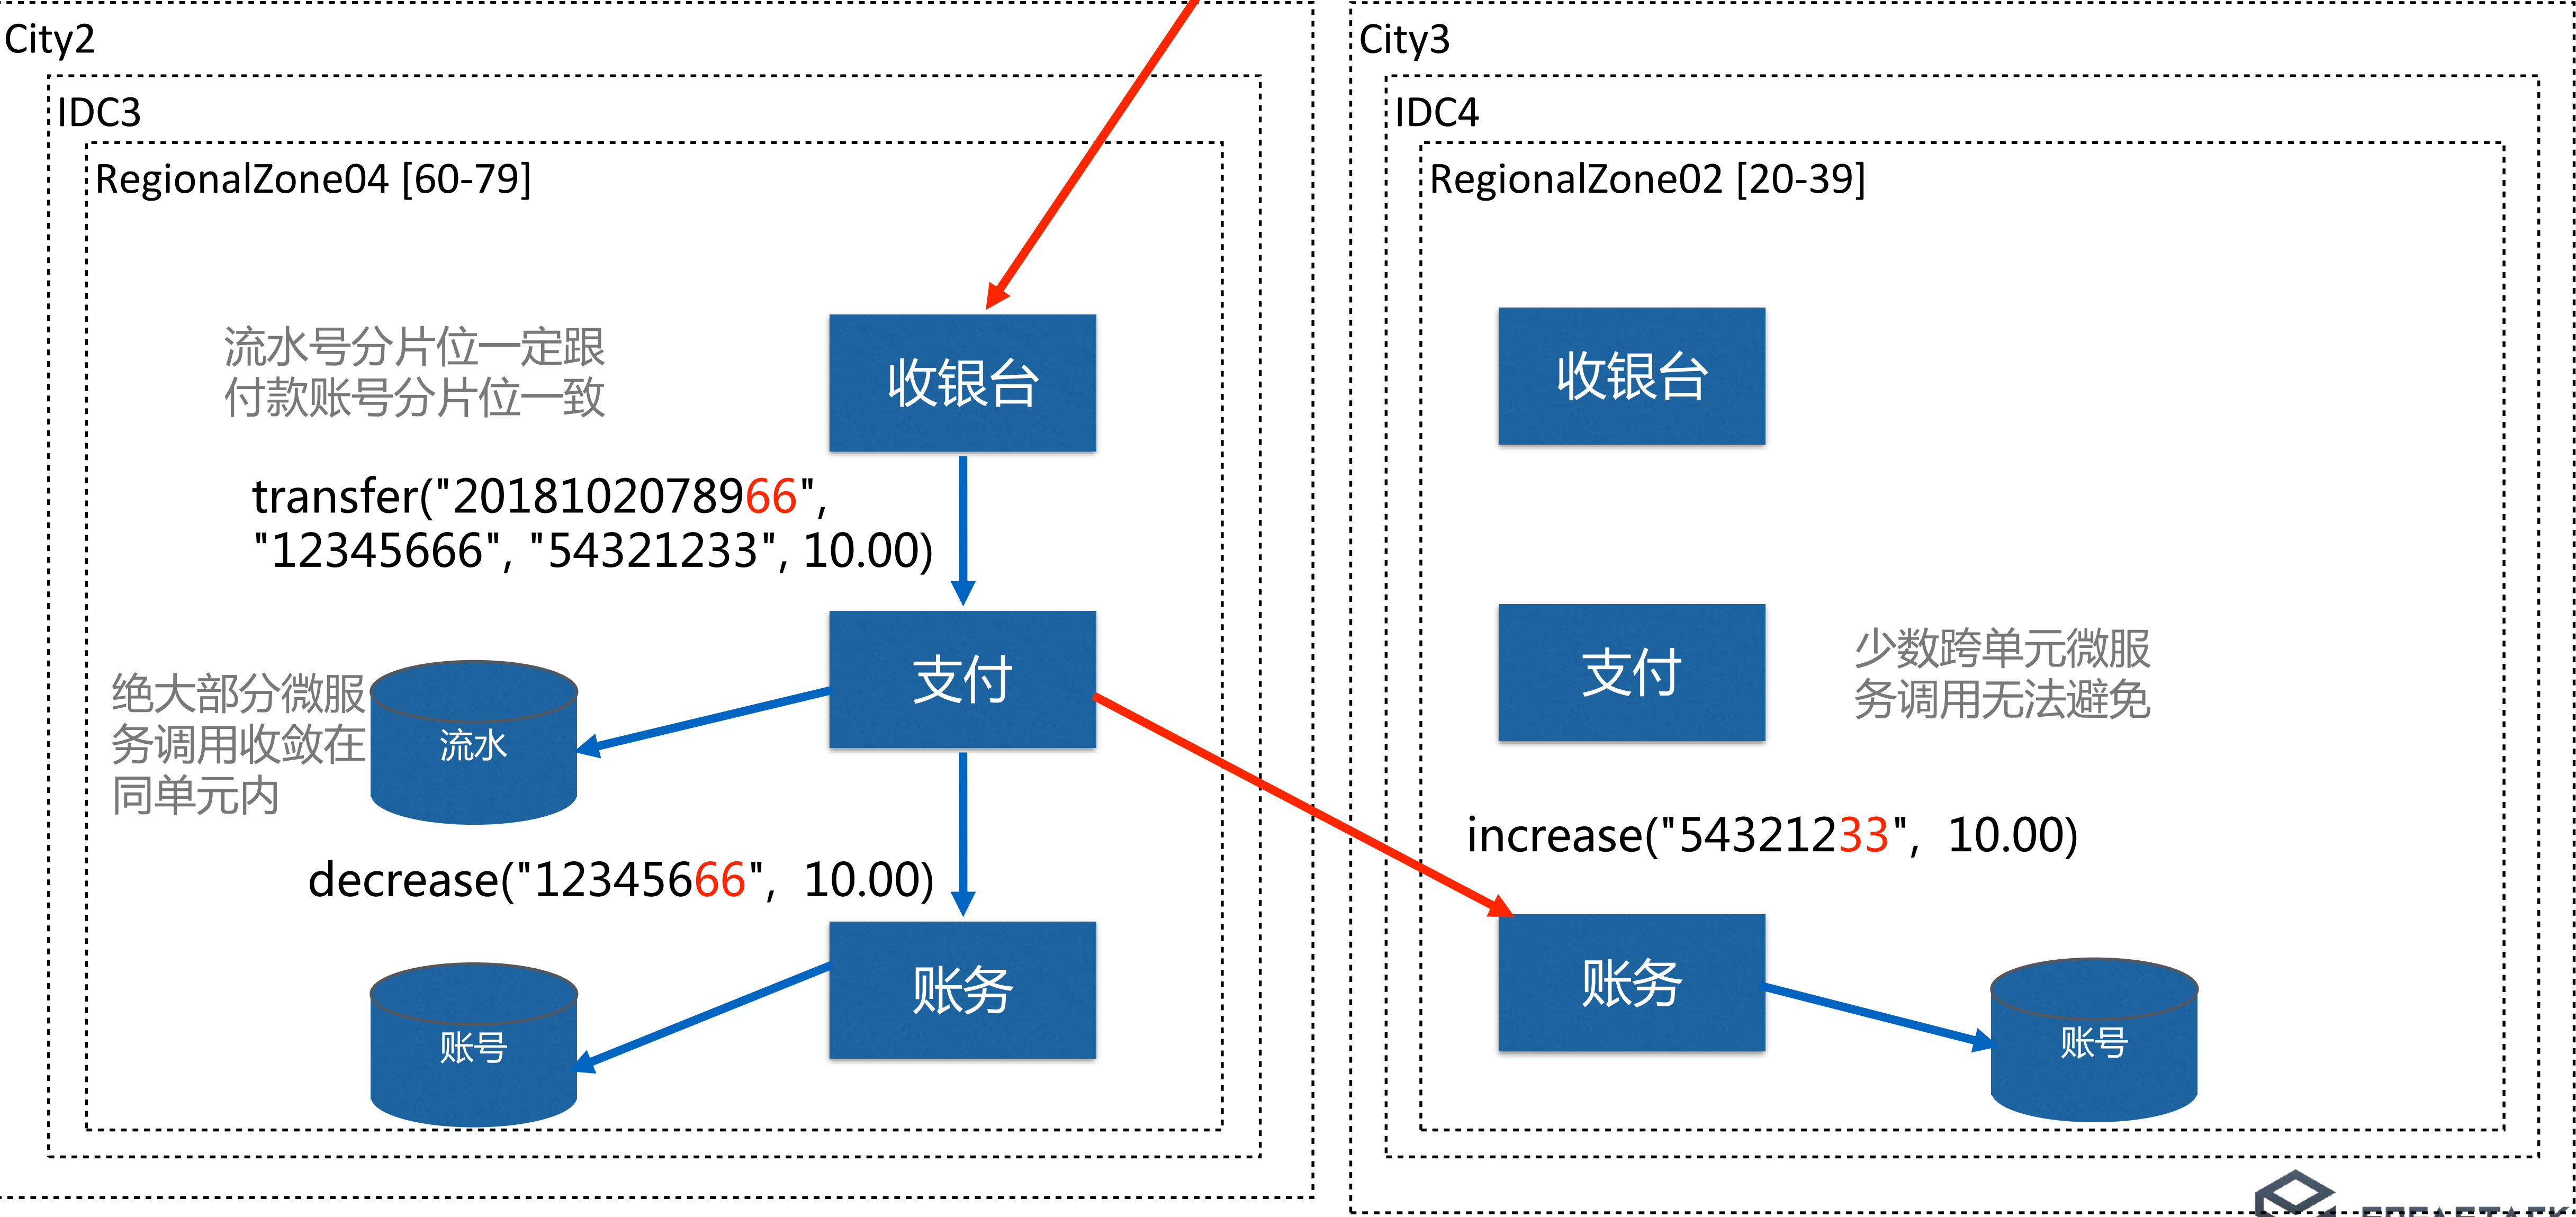 City2
IDC3
RegionalZone04 [60-79]
流水号分片位一定跟
付款账号分片位一致
收银台
transfer("2018102078966",
"12345666", "54321233", 10.00)
支付
绝大部分微服
务调用收敛在
同单元内
流水
decrease("12345666",  10.00)
账务
账号
City3
IDC4
RegionalZone02 [20-39]
收银台
支付
少数跨单元微服
务调用无法避免
increase("54321233",  10.00)
账务
账号